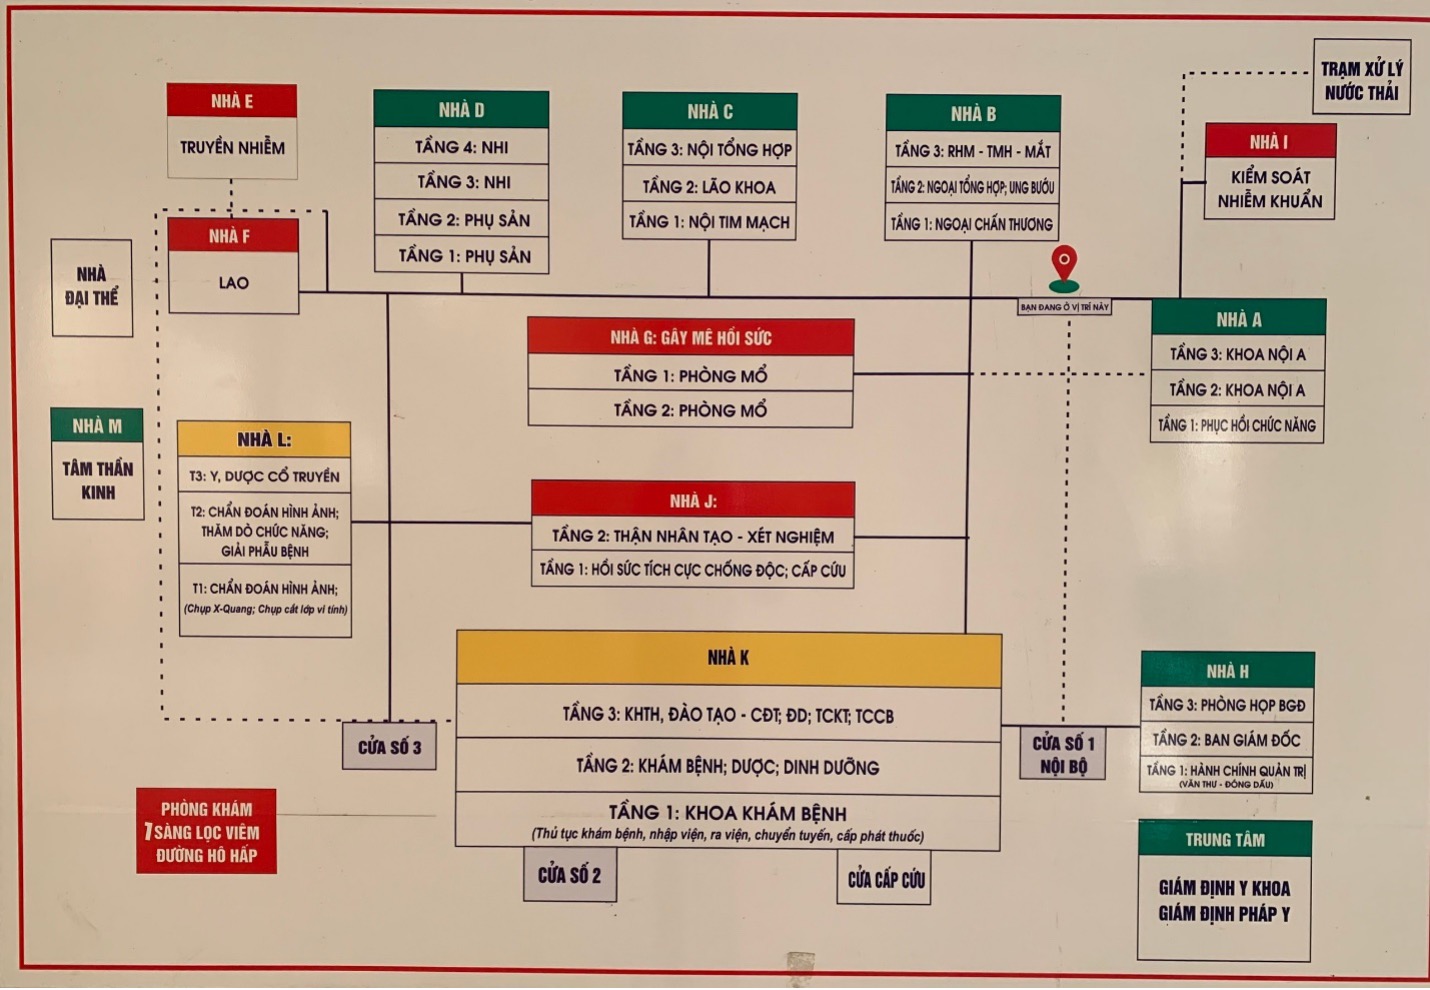 TRẠM XỬ LÝ
NƯỚC THẢI
NHÀ E
TRUYỀN NHIỄM
NHÀ D
TẦNG 4: NHI
TẦNG 3: NHI
TẦNG 2: PHỤ SẢN
TẦNG 1: PHỤ SẢN
NHÀ C
TẦNG 3: NỘI TỔNG HỢP
TẦNG 2: LÃO KHOA
TẦNG 1: NỘI TIM MẠCH
NHÀ B
TẦNG 3: RHM - TMH - MẮT
TẦNG 2: NGOẠI TỔNG HỢP; UNG BƯỚU
TẦNG 1: NGOẠI CHẤN THƯƠNG
NHÀ I
KIỂM SOÁT
NHIỄM KHUẨN
NHÀ F
LAO
NHÀ
ĐẠI THỂ
BẠN ĐANG Ở VỊ TRÍ NÀY
NHÀ A
TẦNG 3: KHOA NỘI A
TẦNG 2: KHOA NỘI A
TẦNG 1: PHỤC HỒI CHỨC NĂNG
NHÀ G: GÂY MÊ HỒI SỨC
TẦNG 1: PHÒNG MỔ
TẦNG 2: PHÒNG MỔ
NHÀ M
TÂM THẦN
KINH
NHÀ L:
T3: Y, DƯỢC CỔ TRUYỀN
T2: CHẨN ĐOÁN HÌNH ẢNH;
THĂM DÒ CHỨC NĂNG;
GIẢI PHẪU BỆNH
T1: CHẨN ĐOÁN HÌNH ẢNH;
(Chụp X-Quang; Chụp cắt lớp vi tính)
NHÀ J:
TẦNG 2: THẬN NHÂN TẠO - XÉT NGHIỆM
TẦNG 1: HỒI SỨC TÍCH CỰC CHỐNG ĐỘC; CẤP CỨU
NHÀ K
TẦNG 3: KHTH, ĐÀO TẠO - CĐT; ĐD; TCKT; TCCB
TẦNG 2: KHÁM BỆNH; DƯỢC; DINH DƯỠNG
TẦNG 1: KHOA KHÁM BỆNH
(Thủ tục khám bệnh, nhập viện, ra viện, chuyển tuyến, cấp phát thuốc)
NHÀ H
TẦNG 3: PHÒNG HỌP BGĐ
TẦNG 2: BAN GIÁM ĐỐC
TẦNG 1: HÀNH CHÍNH QUẢN TRỊ
(VĂN THƯ - ĐÓNG DẤU)
CỬA SỐ 3
CỬA SỐ 1
NỘI BỘ
PHÒNG KHÁM
SÀNG LỌC VIÊM
ĐƯỜNG HÔ HẤP
CỬA SỐ 2
CỬA CẤP CỨU
TRUNG TÂM
GIÁM ĐỊNH Y KHOA
GIÁM ĐỊNH PHÁP Y